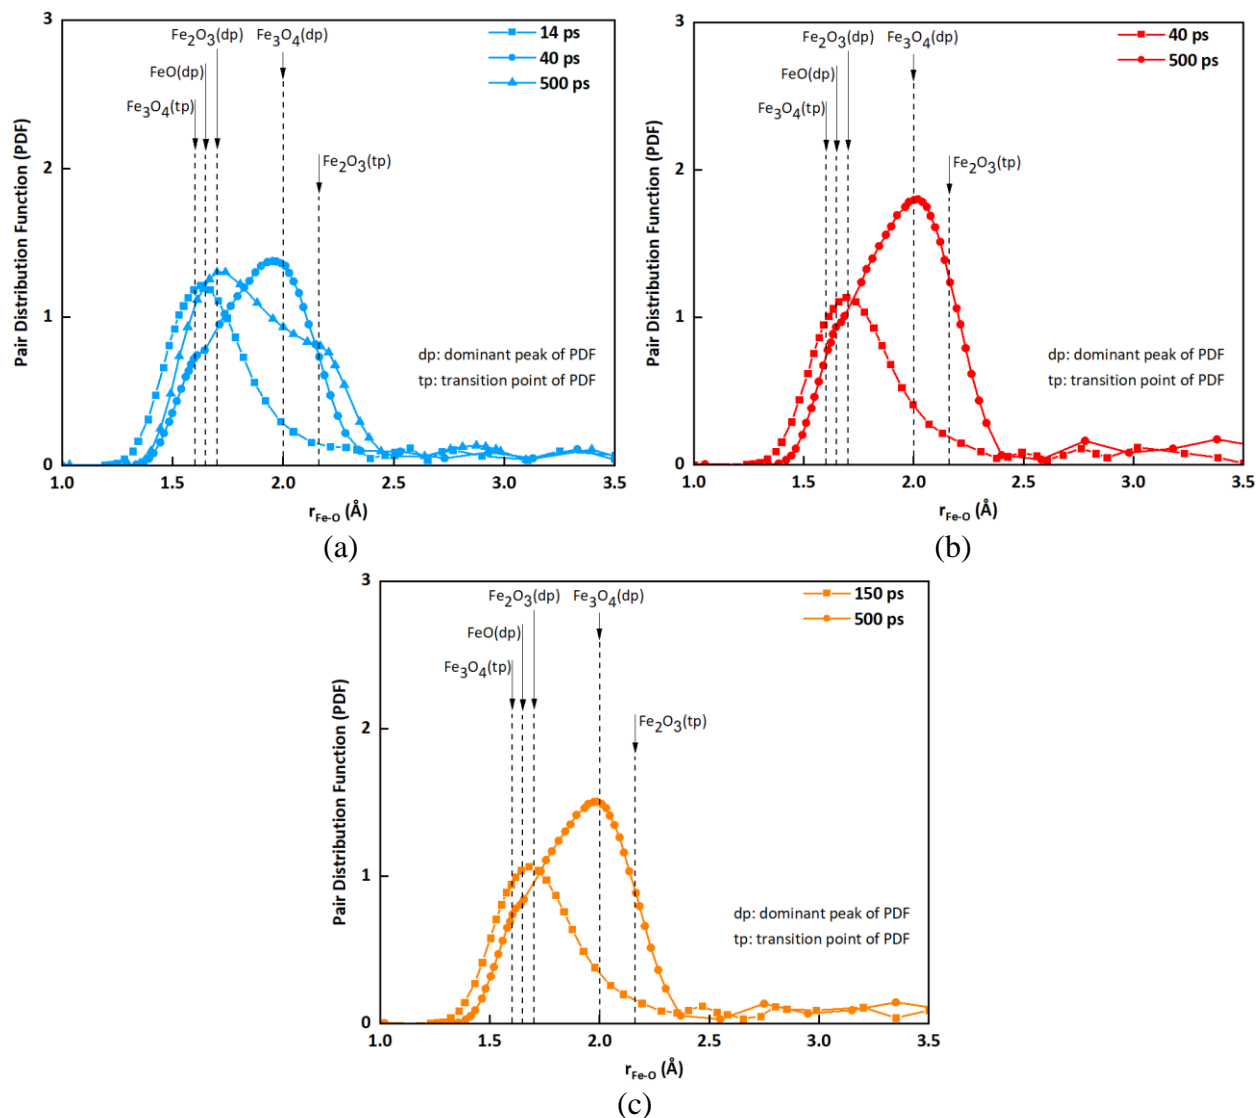 3
2
1
0
1.0
1.5
2.0
2.5
3.0
3.5
Pair Distribution Function (PDF)
r_Fe-O (Å)
Fe₂O₃(dp)
Fe₃O₄(dp)
FeO(dp)
Fe₃O₄(tp)
Fe₂O₃(tp)
14 ps
40 ps
500 ps
dp: dominant peak of PDF
tp: transition point of PDF
(a)
3
2
1
0
1.0
1.5
2.0
2.5
3.0
3.5
Pair Distribution Function (PDF)
r_Fe-O (Å)
Fe₂O₃(dp)
Fe₃O₄(dp)
FeO(dp)
Fe₃O₄(tp)
Fe₂O₃(tp)
40 ps
500 ps
dp: dominant peak of PDF
tp: transition point of PDF
(b)
3
2
1
0
1.0
1.5
2.0
2.5
3.0
3.5
Pair Distribution Function (PDF)
r_Fe-O (Å)
Fe₂O₃(dp)
Fe₃O₄(dp)
FeO(dp)
Fe₃O₄(tp)
Fe₂O₃(tp)
150 ps
500 ps
dp: dominant peak of PDF
tp: transition point of PDF
(c)